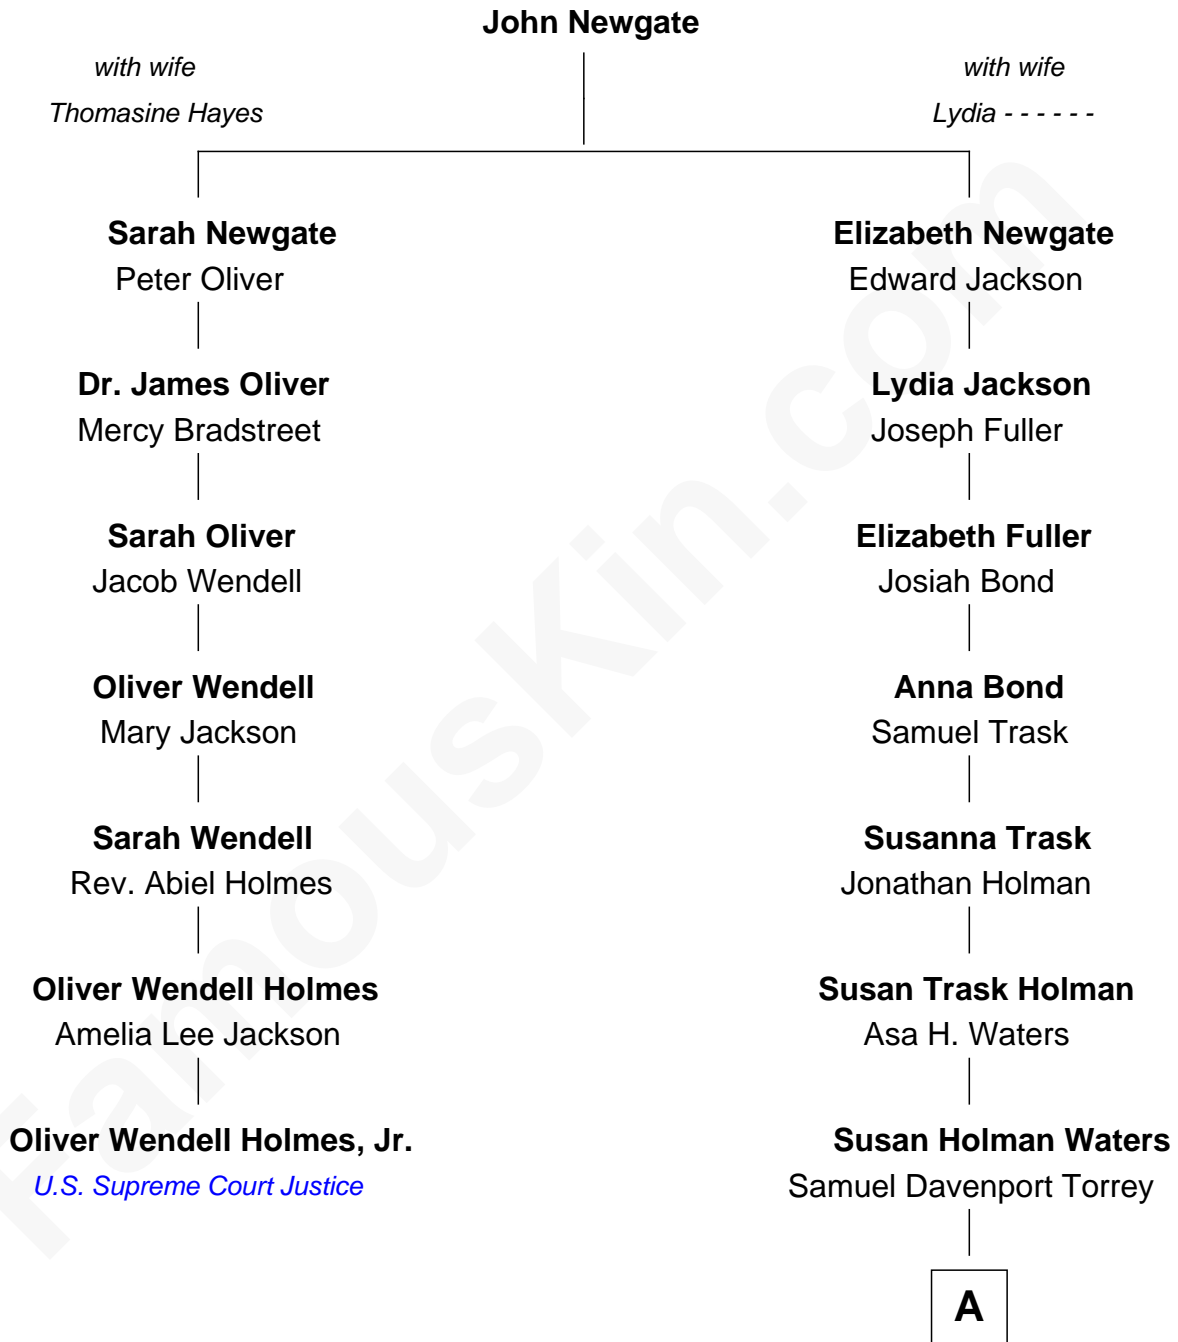 John Newgate
with wife
Thomasine Hayes
with wife
Lydia - - - - - -
Sarah Newgate
Peter Oliver
Elizabeth Newgate
Edward Jackson
Dr. James Oliver
Mercy Bradstreet
Lydia Jackson
Joseph Fuller
Sarah Oliver
Jacob Wendell
Elizabeth Fuller
Josiah Bond
Oliver Wendell
Mary Jackson
Anna Bond
Samuel Trask
Sarah Wendell
Rev. Abiel Holmes
Susanna Trask
Jonathan Holman
Oliver Wendell Holmes
Amelia Lee Jackson
Susan Trask Holman
Asa H. Waters
Oliver Wendell Holmes, Jr.
U.S. Supreme Court Justice
Susan Holman Waters
Samuel Davenport Torrey
A
FamousKin.com